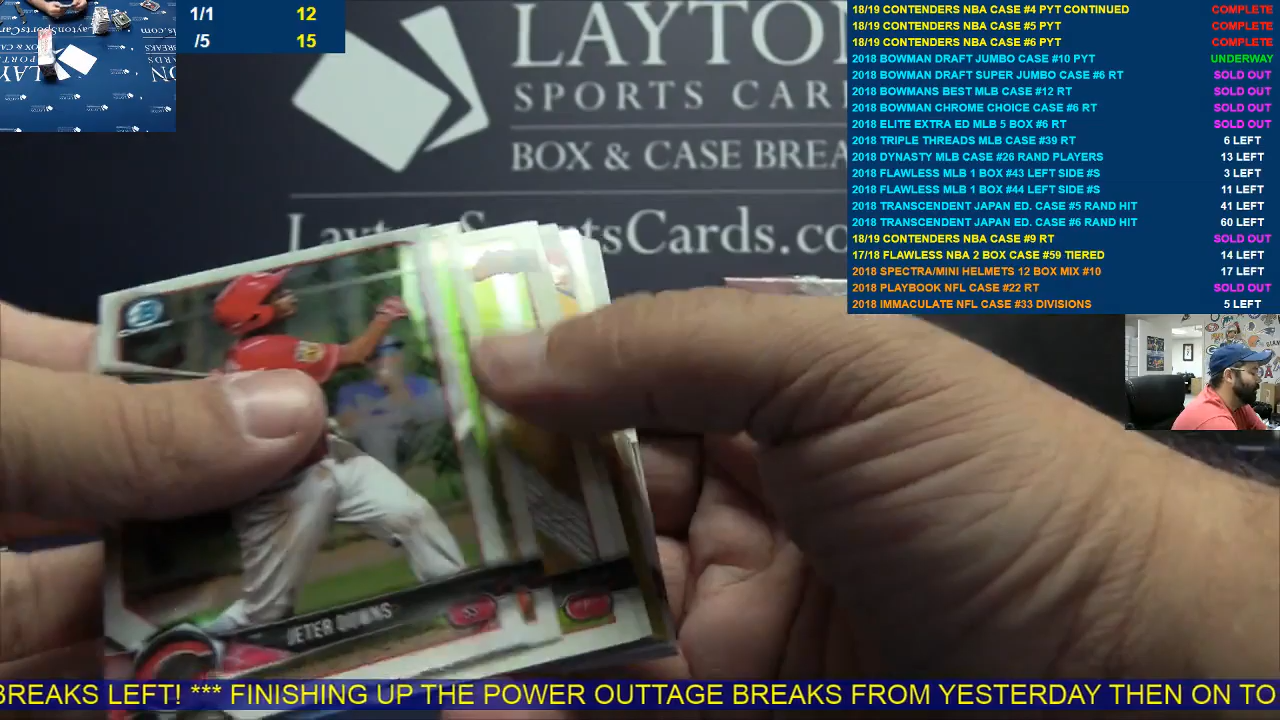 1/1 12
/5 15
LAYTON
SPORTS CAR
BOX & CASE BREA
LaytonSportsCards.co
18/19 CONTENDERS NBA CASE #4 PYT CONTINUED COMPLETE
18/19 CONTENDERS NBA CASE #5 PYT COMPLETE
18/19 CONTENDERS NBA CASE #6 PYT COMPLETE
2018 BOWMAN DRAFT JUMBO CASE #10 PYT UNDERWAY
2018 BOWMAN DRAFT SUPER JUMBO CASE #6 RT SOLD OUT
2018 BOWMANS BEST MLB CASE #12 RT SOLD OUT
2018 BOWMAN CHROME CHOICE CASE #6 RT SOLD OUT
2018 ELITE EXTRA ED MLB 5 BOX #6 RT SOLD OUT
2018 TRIPLE THREADS MLB CASE #39 RT 6 LEFT
2018 DYNASTY MLB CASE #26 RAND PLAYERS 13 LEFT
2018 FLAWLESS MLB 1 BOX #43 LEFT SIDE #S 3 LEFT
2018 FLAWLESS MLB 1 BOX #44 LEFT SIDE #S 11 LEFT
2018 TRANSCENDENT JAPAN ED. CASE #5 RAND HIT 41 LEFT
2018 TRANSCENDENT JAPAN ED. CASE #6 RAND HIT 60 LEFT
18/19 CONTENDERS NBA CASE #9 RT SOLD OUT
17/18 FLAWLESS NBA 2 BOX CASE #59 TIERED 14 LEFT
2018 SPECTRA/MINI HELMETS 12 BOX MIX #10 17 LEFT
2018 PLAYBOOK NFL CASE #22 RT SOLD OUT
2018 IMMACULATE NFL CASE #33 DIVISIONS 5 LEFT
JETER DOWNS
BREAKS LEFT! *** FINISHING UP THE POWER OUTTAGE BREAKS FROM YESTERDAY THEN ON TO